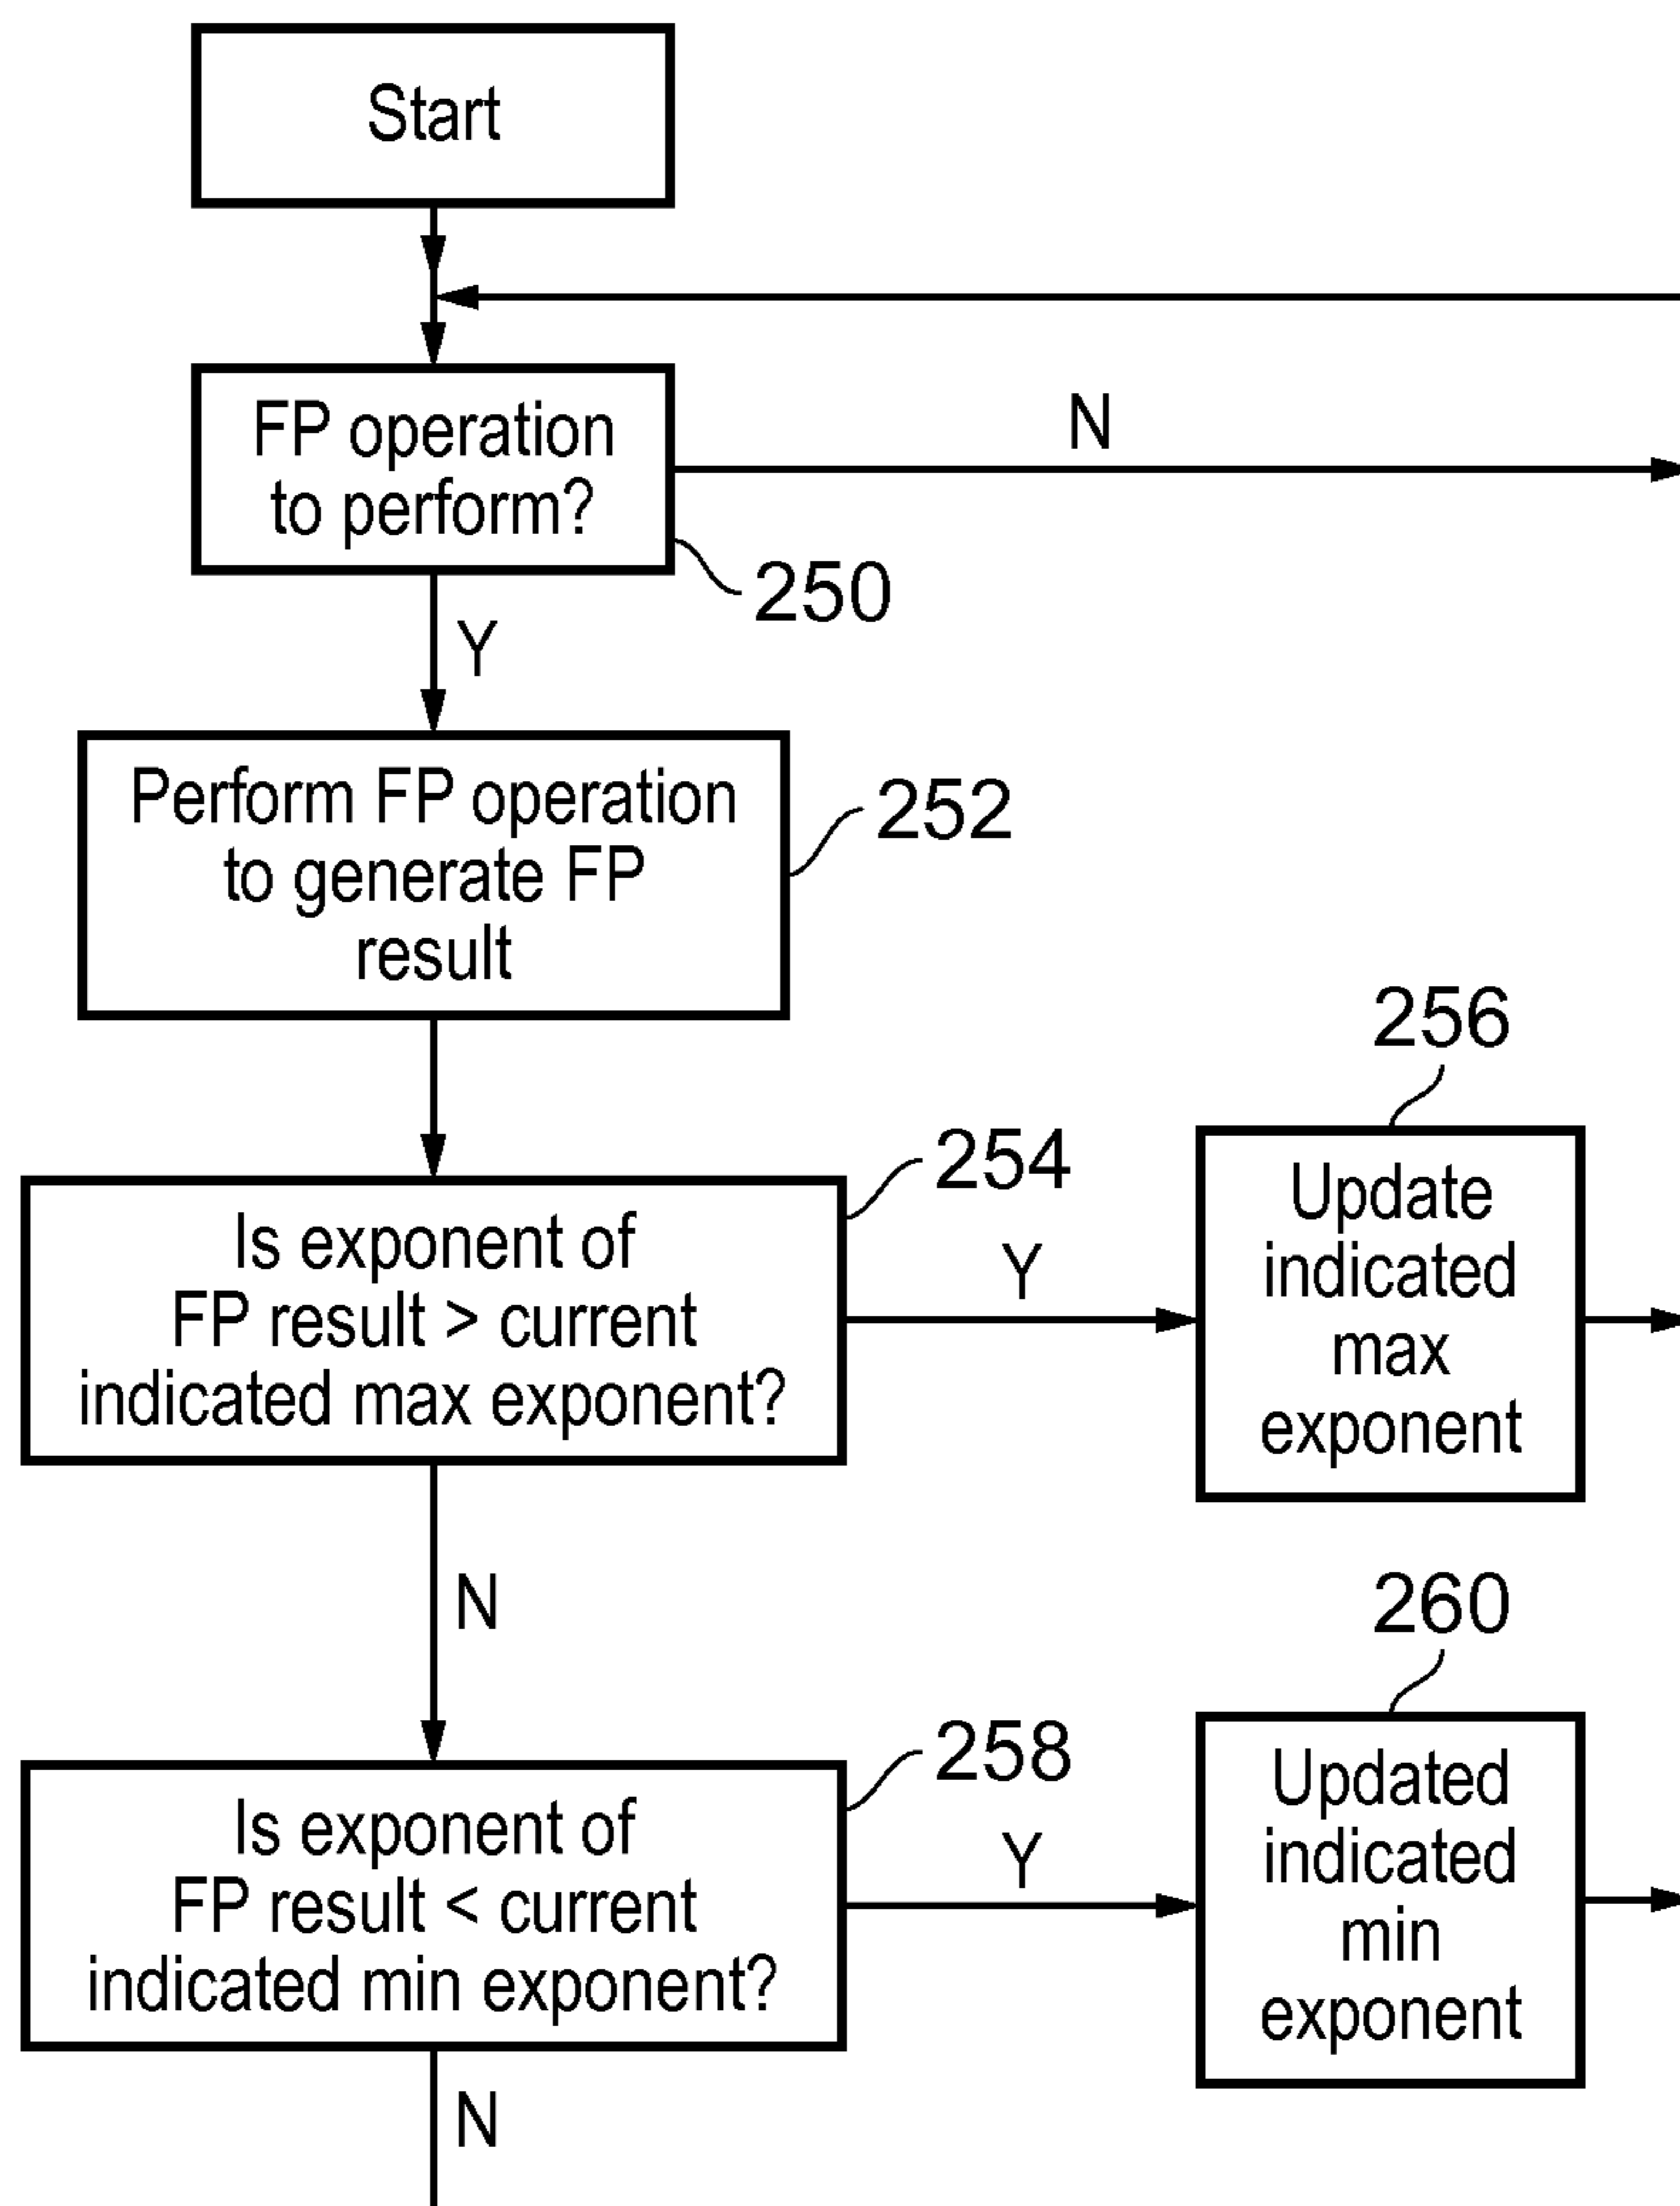 Start
FP operation
to perform?
N
250
Y
Perform FP operation
to generate FP
result
252
256
254
Is exponent of
FP result > current
indicated max exponent?
Y
Update
indicated
max
exponent
N
260
258
Is exponent of
FP result < current
indicated min exponent?
Y
Updated
indicated
min
exponent
N